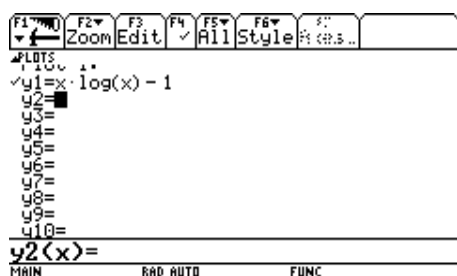 F1 F2 Zoom F3 Edit F4 ✓ F5 All F6 Style
PLOTS
✓y1=x·log(x) − 1
y2=
y3=
y4=
y5=
y6=
y7=
y8=
y9=
y10=
y2(x)=
MAIN RAD AUTO FUNC